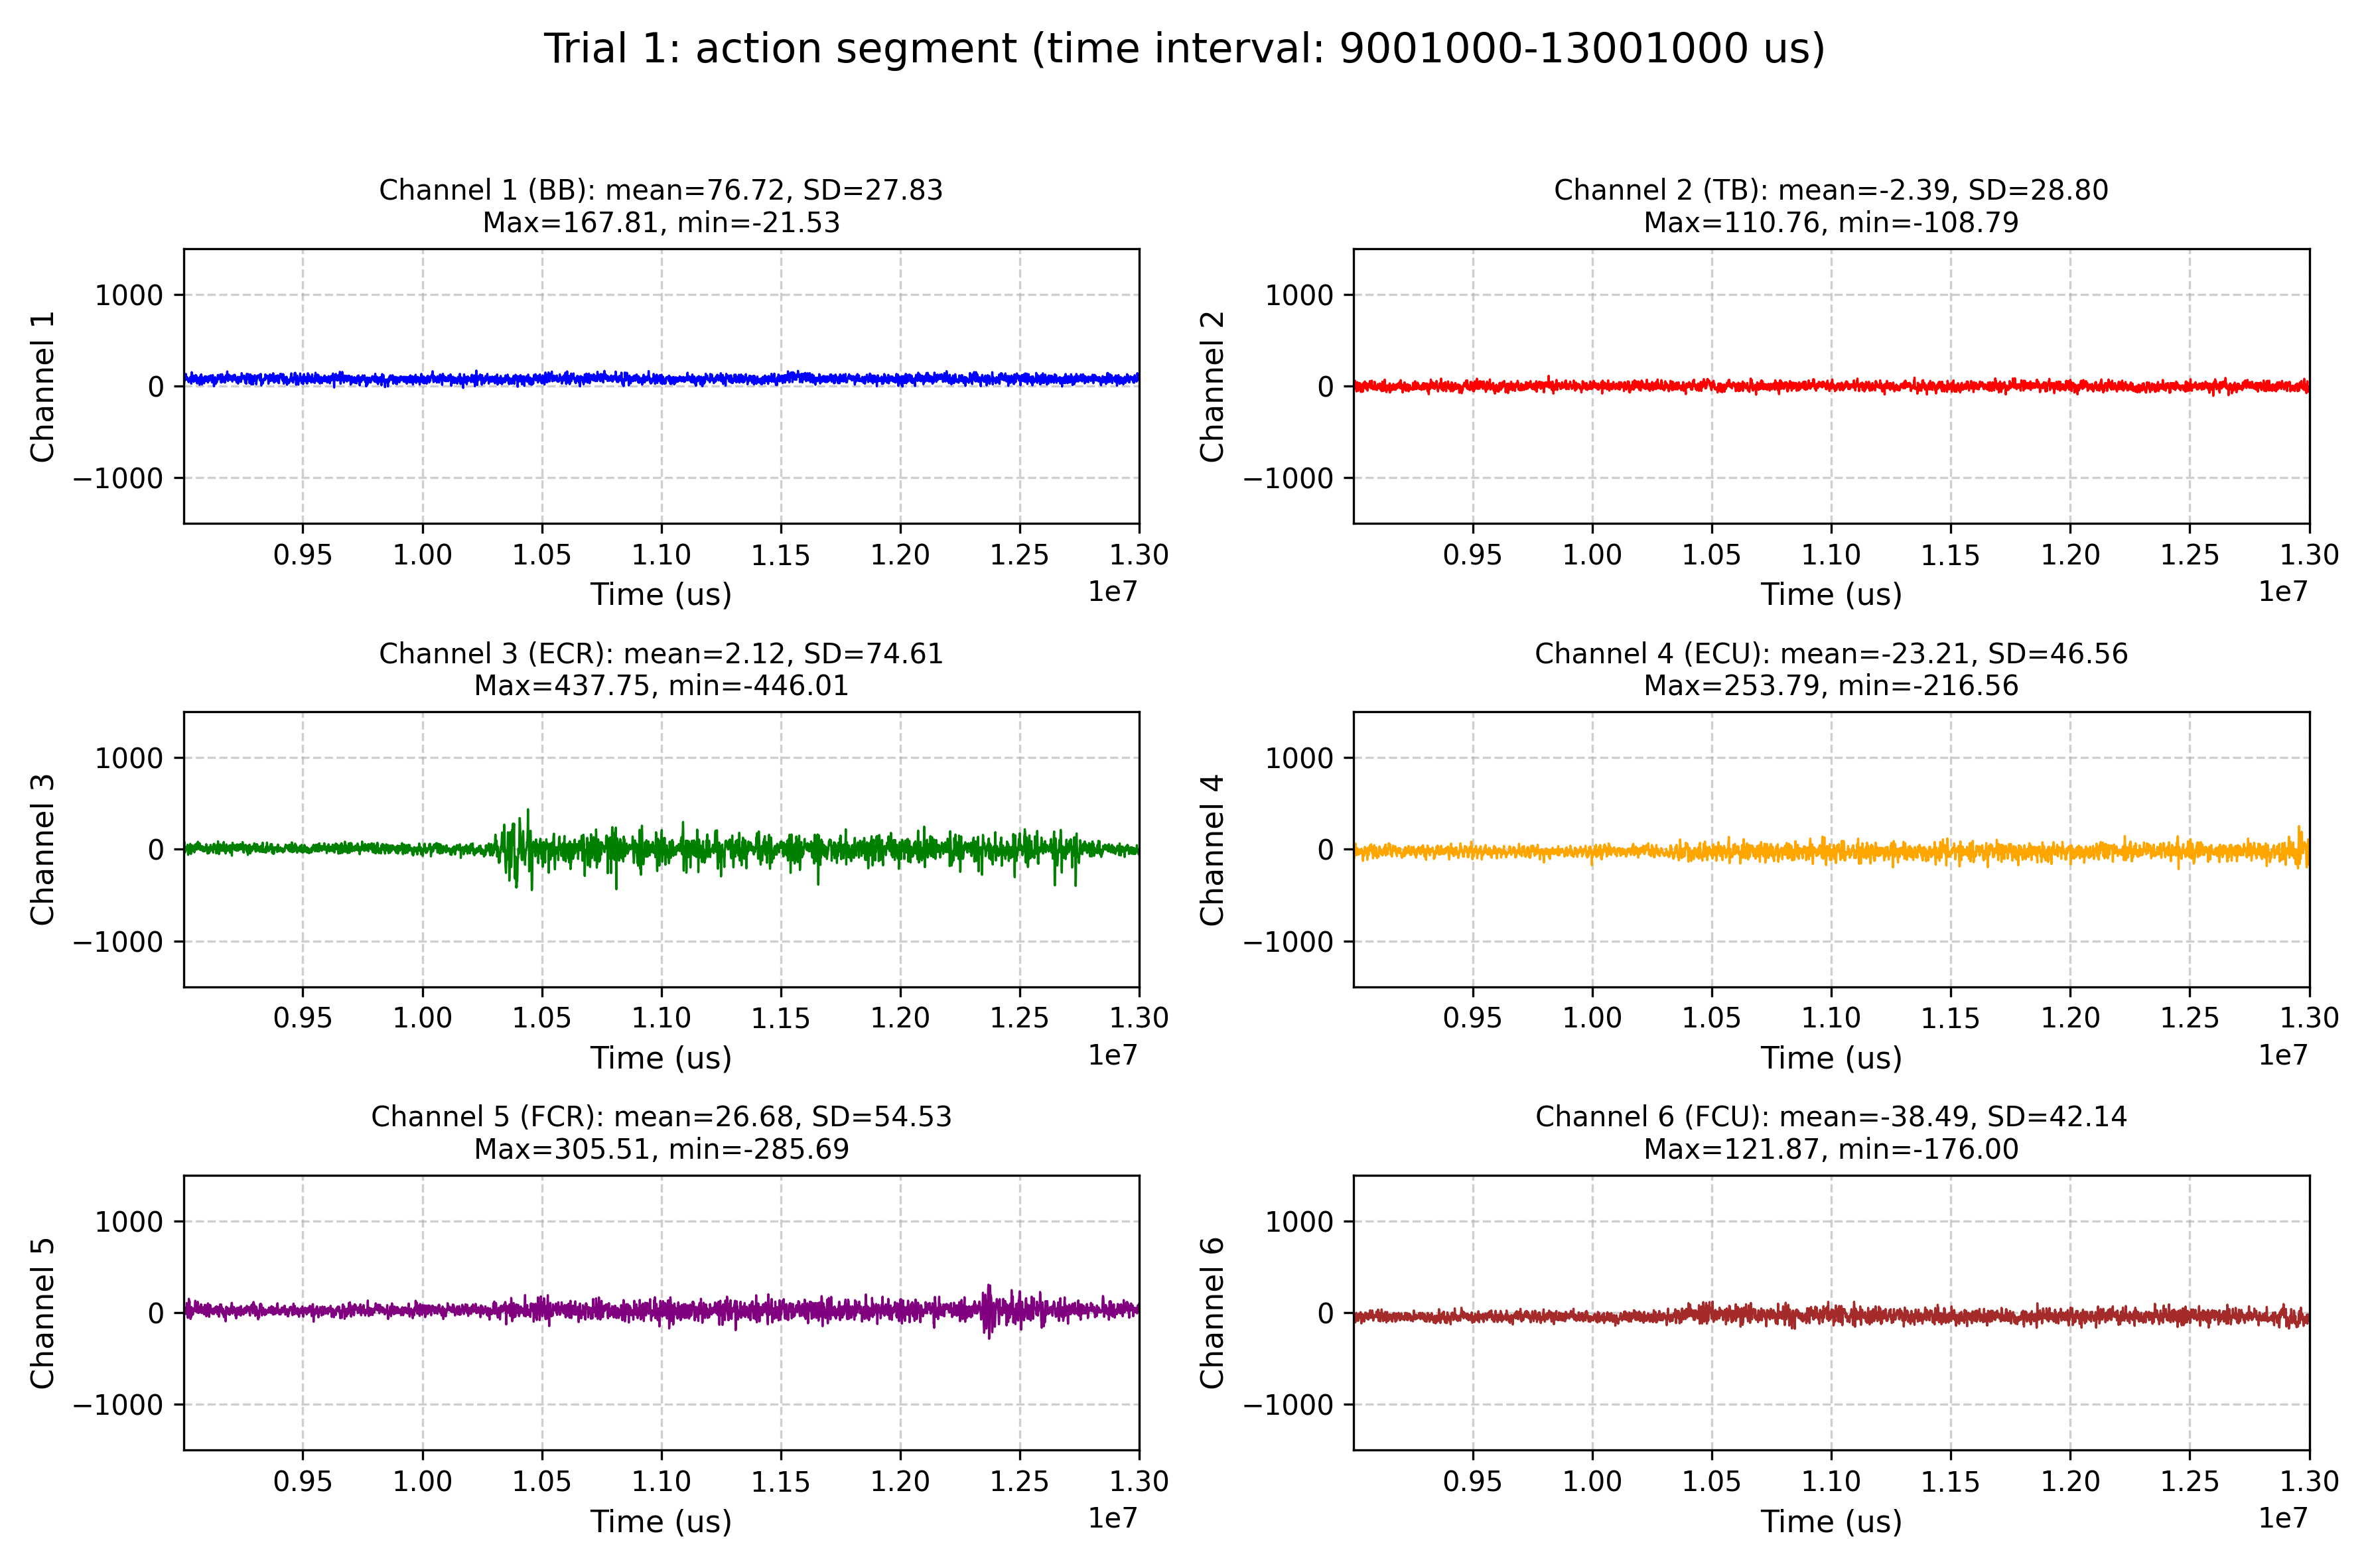 Trial 1: action segment (time interval: 9001000-13001000 us)
Channel 1 (BB): mean=76.72, SD=27.83
Max=167.81, min=-21.53
Channel 1
1000
0
−1000
0.95 1.00 1.05 1.10 1.15 1.20 1.25 1.30
Time (us)
1e7
Channel 2 (TB): mean=-2.39, SD=28.80
Max=110.76, min=-108.79
Channel 2
1000
0
−1000
0.95 1.00 1.05 1.10 1.15 1.20 1.25 1.30
Time (us)
1e7
Channel 3 (ECR): mean=2.12, SD=74.61
Max=437.75, min=-446.01
Channel 3
1000
0
−1000
0.95 1.00 1.05 1.10 1.15 1.20 1.25 1.30
Time (us)
1e7
Channel 4 (ECU): mean=-23.21, SD=46.56
Max=253.79, min=-216.56
Channel 4
1000
0
−1000
0.95 1.00 1.05 1.10 1.15 1.20 1.25 1.30
Time (us)
1e7
Channel 5 (FCR): mean=26.68, SD=54.53
Max=305.51, min=-285.69
Channel 5
1000
0
−1000
0.95 1.00 1.05 1.10 1.15 1.20 1.25 1.30
Time (us)
1e7
Channel 6 (FCU): mean=-38.49, SD=42.14
Max=121.87, min=-176.00
Channel 6
1000
0
−1000
0.95 1.00 1.05 1.10 1.15 1.20 1.25 1.30
Time (us)
1e7